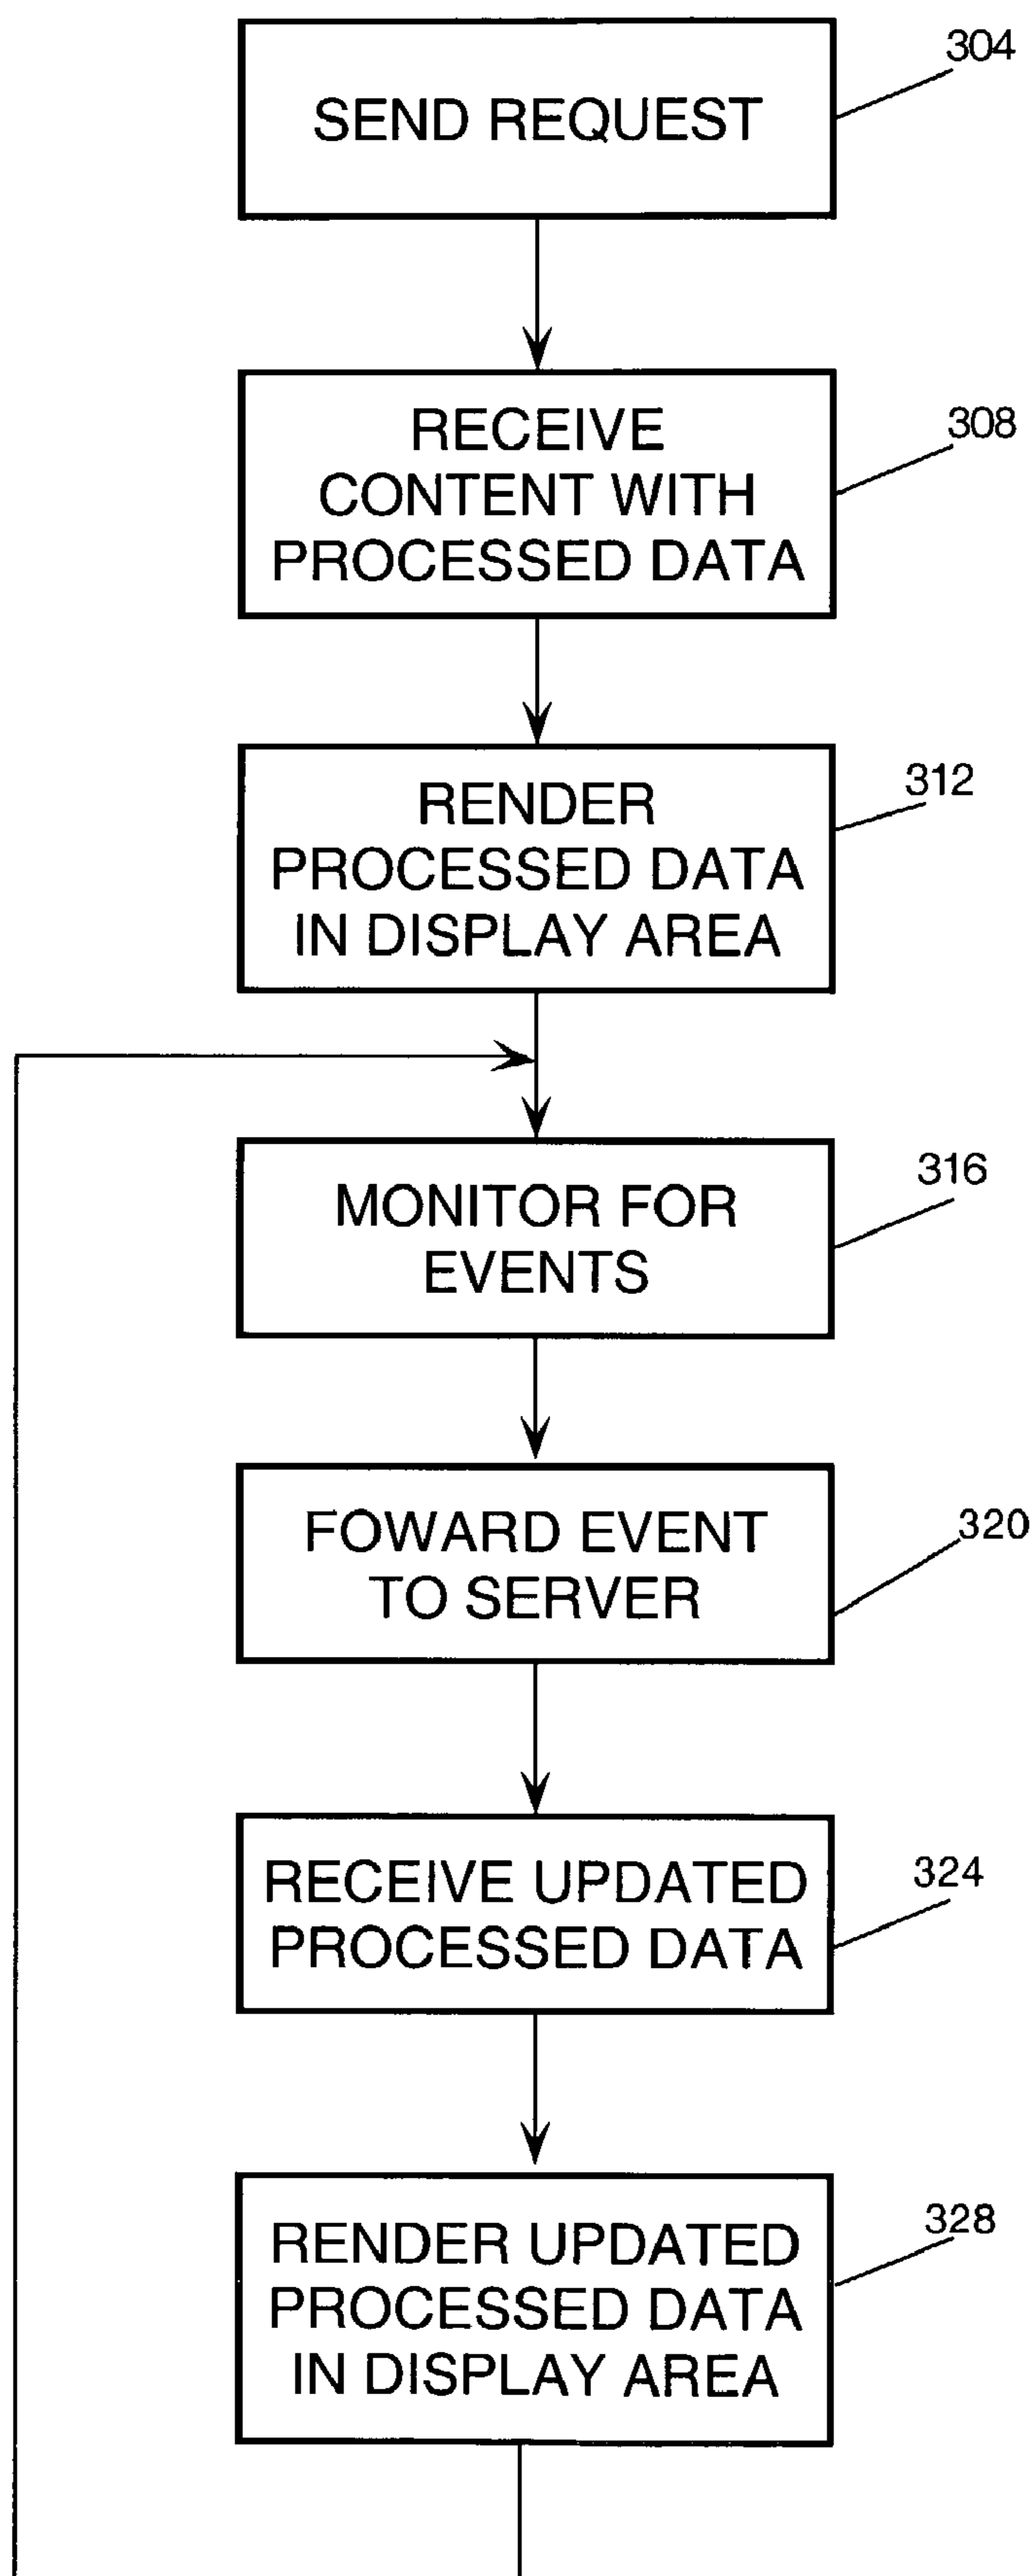 304
SEND REQUEST
308
RECEIVE
CONTENT WITH
PROCESSED DATA
312
RENDER
PROCESSED DATA
IN DISPLAY AREA
316
MONITOR FOR
EVENTS
320
FOWARD EVENT
TO SERVER
324
RECEIVE UPDATED
PROCESSED DATA
328
RENDER UPDATED
PROCESSED DATA
IN DISPLAY AREA